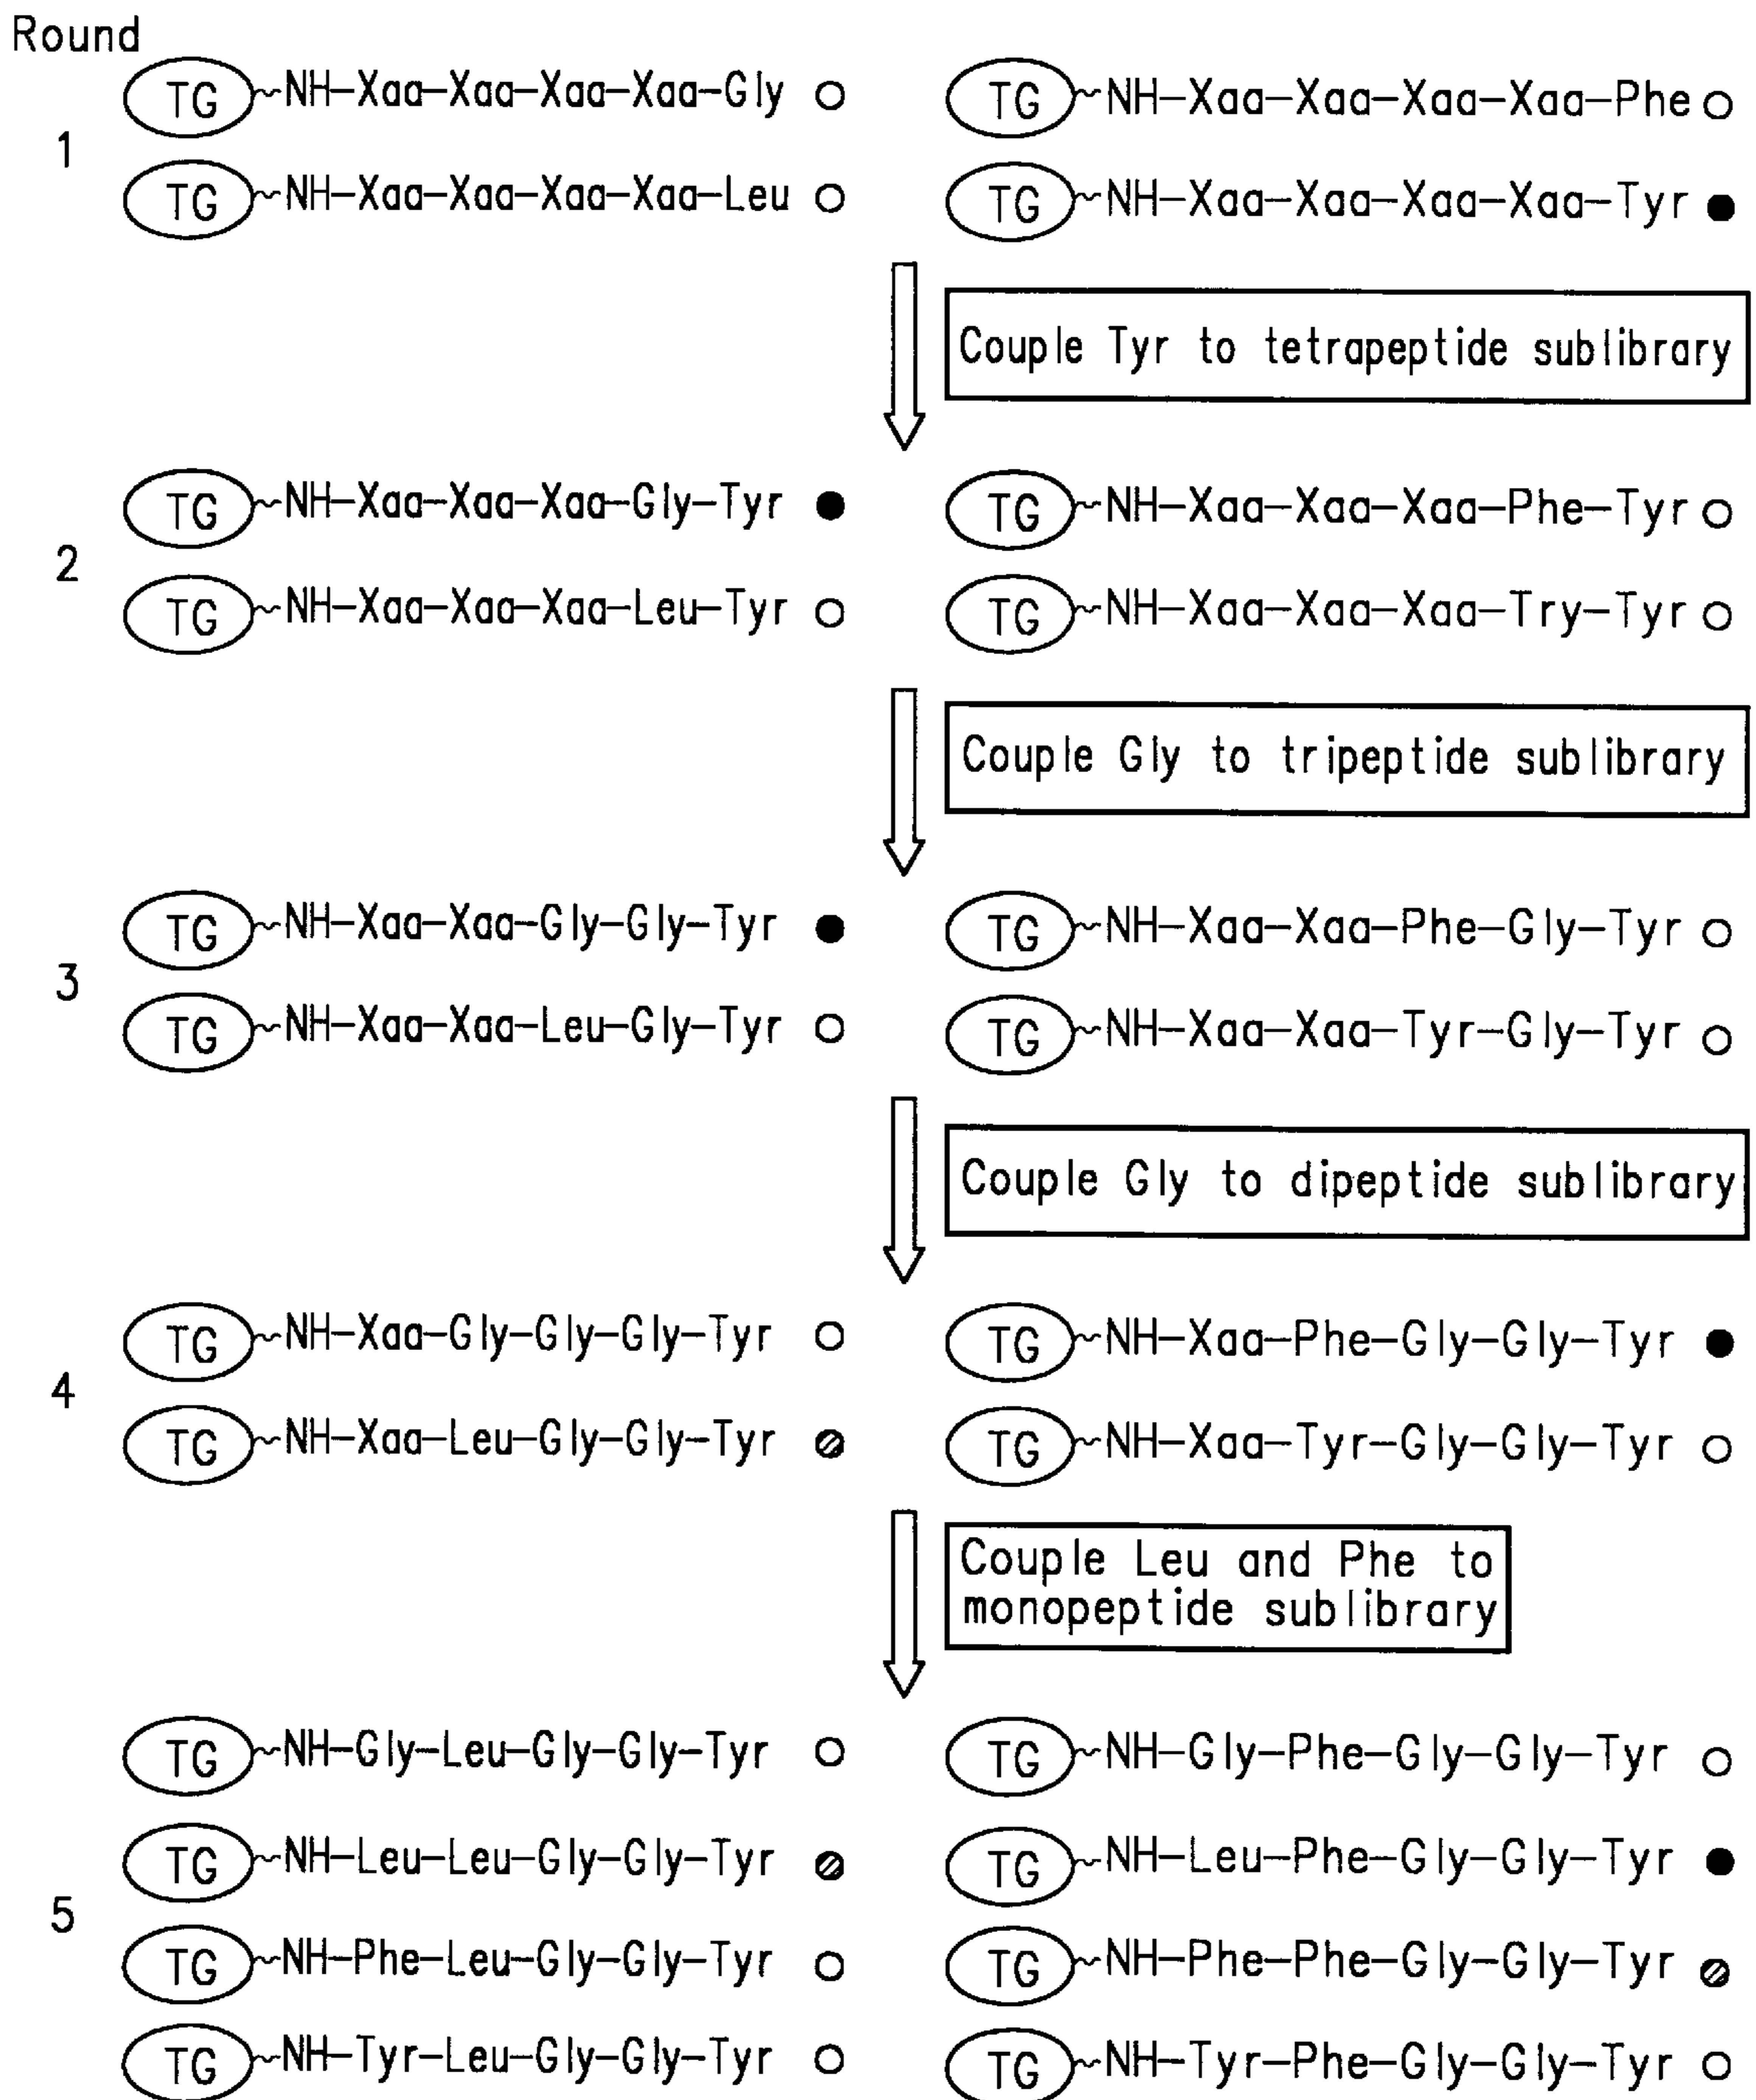 Round
TG ~NH-Xaa-Xaa-Xaa-Xaa-Gly
TG ~NH-Xaa-Xaa-Xaa-Xaa-Phe
1
TG ~NH-Xaa-Xaa-Xaa-Xaa-Leu
TG ~NH-Xaa-Xaa-Xaa-Xaa-Tyr
Couple Tyr to tetrapeptide sublibrary
TG ~NH-Xaa-Xaa-Xaa-Gly-Tyr
TG ~NH-Xaa-Xaa-Xaa-Phe-Tyr
2
TG ~NH-Xaa-Xaa-Xaa-Leu-Tyr
TG ~NH-Xaa-Xaa-Xaa-Try-Tyr
Couple Gly to tripeptide sublibrary
TG ~NH-Xaa-Xaa-Gly-Gly-Tyr
TG ~NH-Xaa-Xaa-Phe-Gly-Tyr
3
TG ~NH-Xaa-Xaa-Leu-Gly-Tyr
TG ~NH-Xaa-Xaa-Tyr-Gly-Tyr
Couple Gly to dipeptide sublibrary
TG ~NH-Xaa-Gly-Gly-Gly-Tyr
TG ~NH-Xaa-Phe-Gly-Gly-Tyr
4
TG ~NH-Xaa-Leu-Gly-Gly-Tyr
TG ~NH-Xaa-Tyr-Gly-Gly-Tyr
Couple Leu and Phe to
monopeptide sublibrary
TG ~NH-Gly-Leu-Gly-Gly-Tyr
TG ~NH-Gly-Phe-Gly-Gly-Tyr
TG ~NH-Leu-Leu-Gly-Gly-Tyr
TG ~NH-Leu-Phe-Gly-Gly-Tyr
5
TG ~NH-Phe-Leu-Gly-Gly-Tyr
TG ~NH-Phe-Phe-Gly-Gly-Tyr
TG ~NH-Tyr-Leu-Gly-Gly-Tyr
TG ~NH-Tyr-Phe-Gly-Gly-Tyr